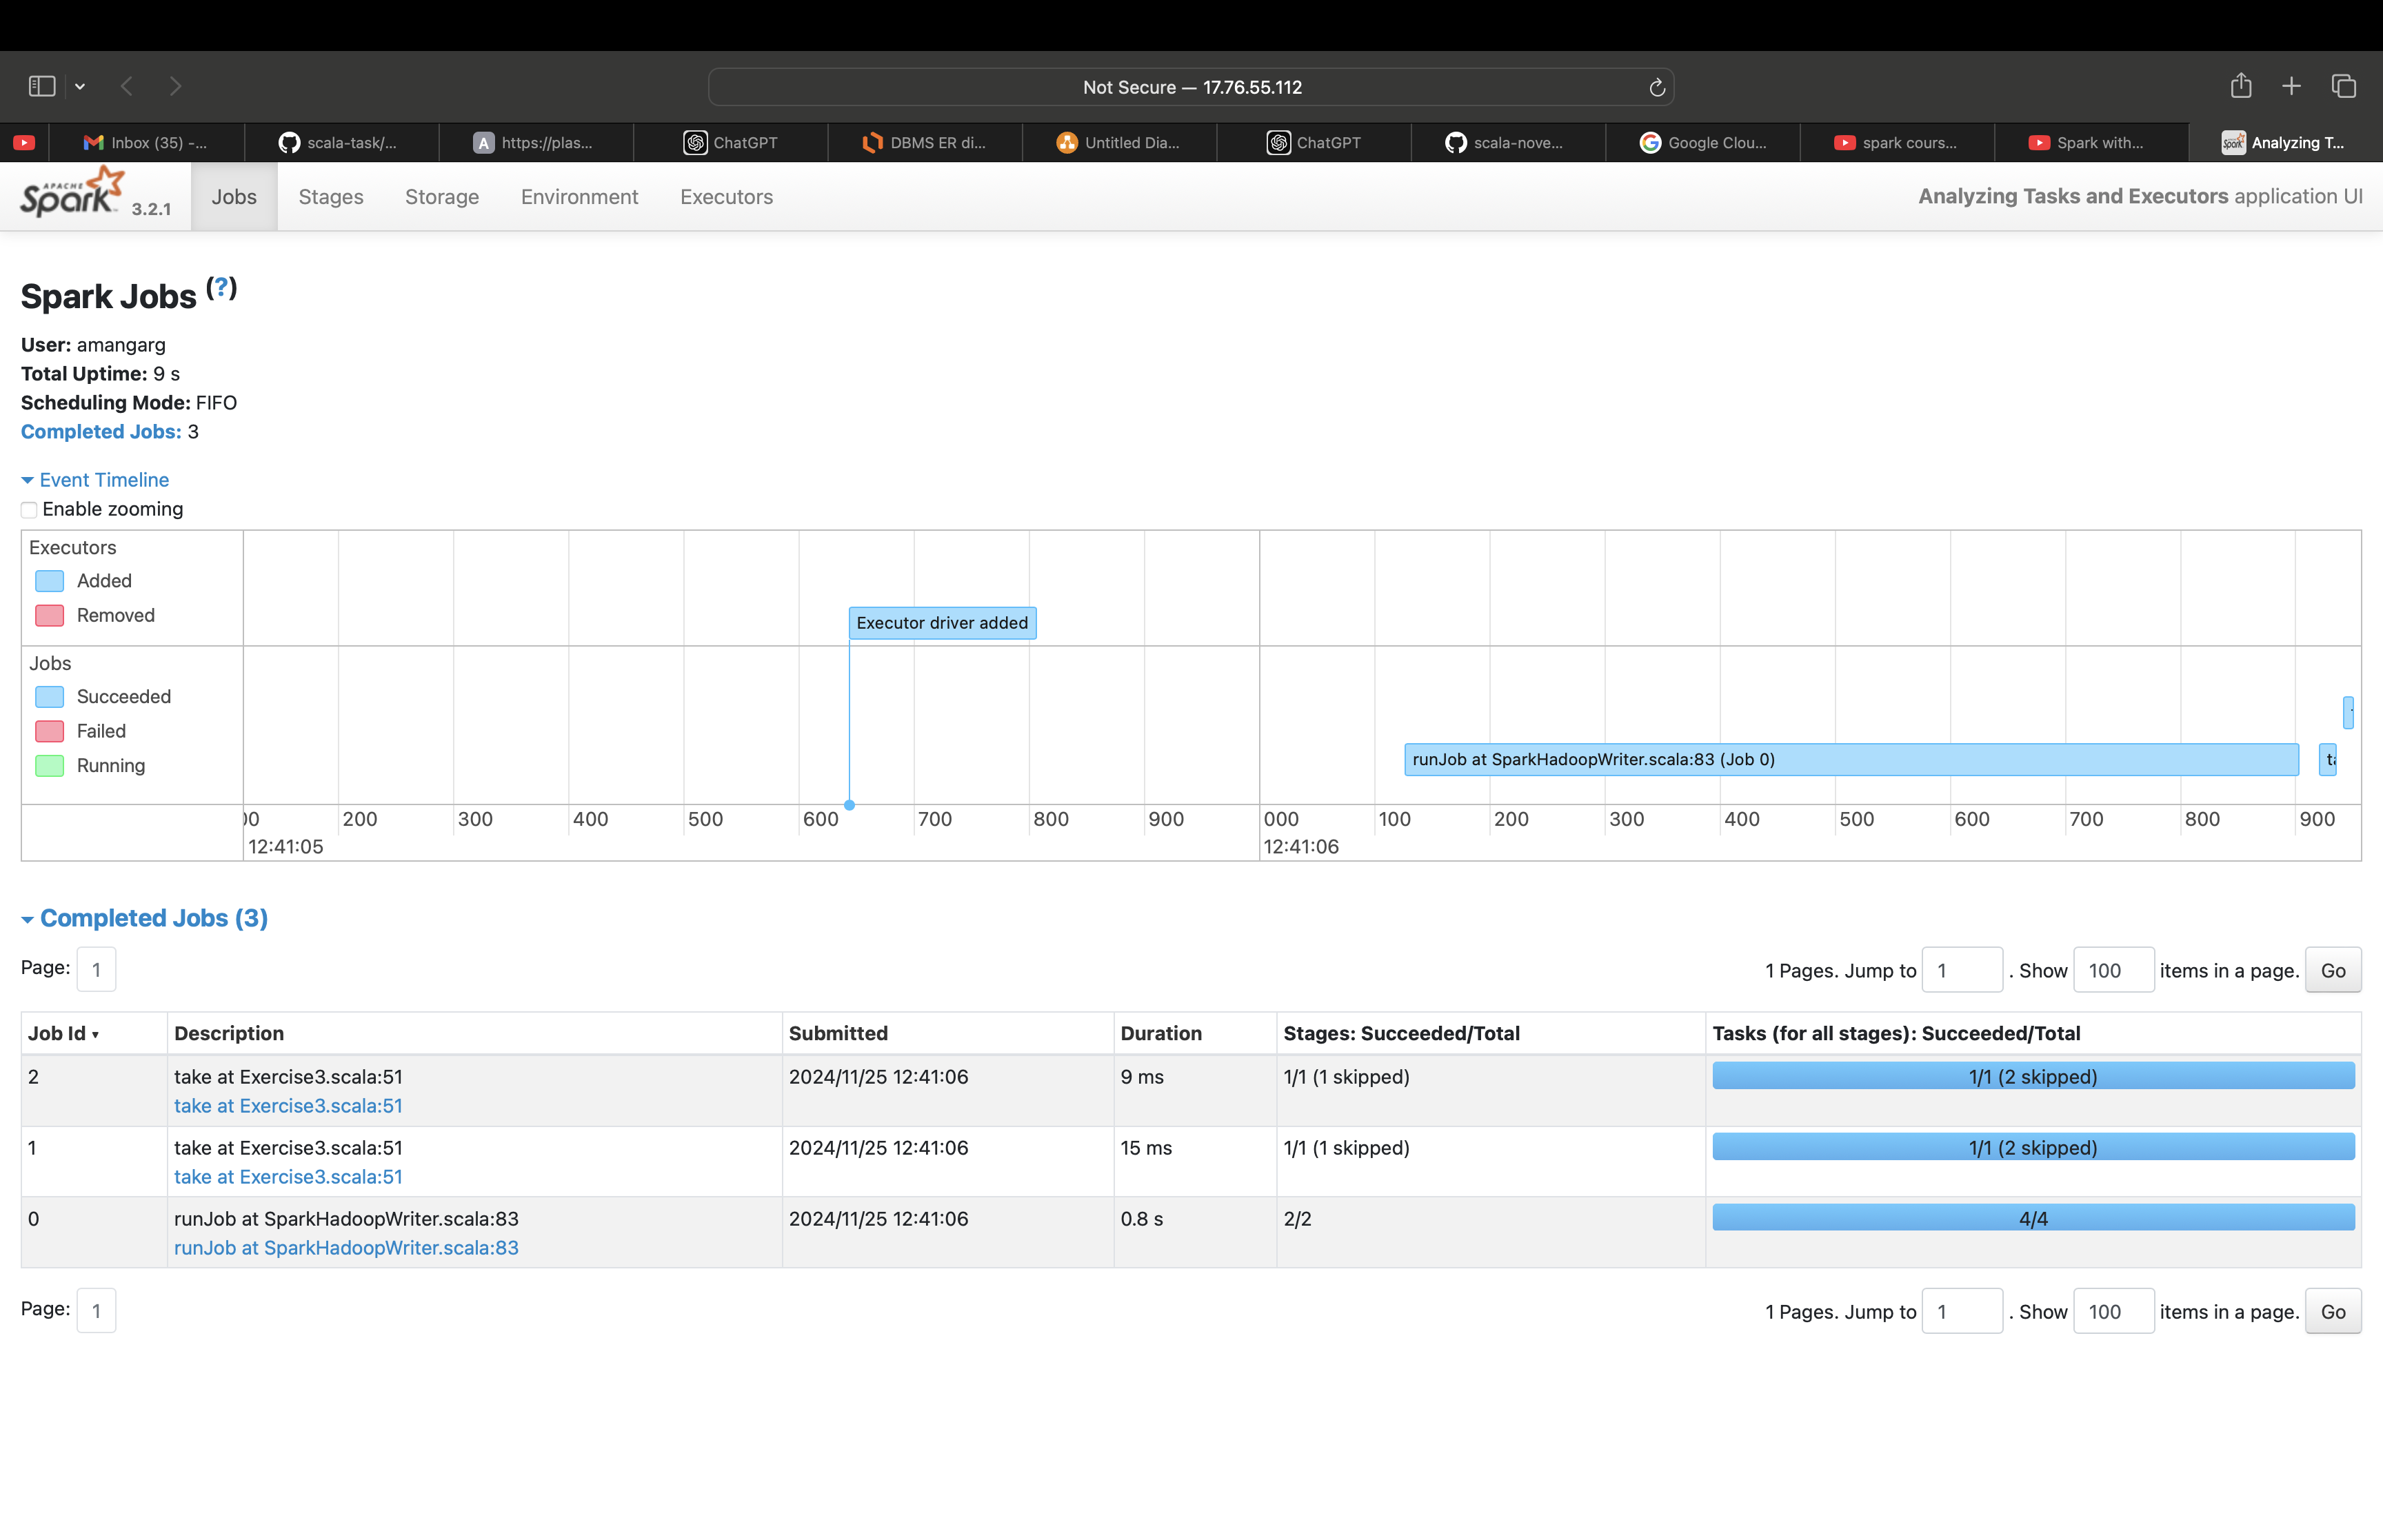 Not Secure — 17.76.55.112
Inbox (35) -...
scala-task/...
A https://plas...
ChatGPT
DBMS ER di...
Untitled Dia...
ChatGPT
scala-nove...
Google Clou...
spark cours...
Spark with...
Analyzing T...
APACHE Spark 3.2.1
Jobs
Stages
Storage
Environment
Executors
Analyzing Tasks and Executors application UI
Spark Jobs (?)
User: amangarg
Total Uptime: 9 s
Scheduling Mode: FIFO
Completed Jobs: 3
Event Timeline
Enable zooming
Executors
Added
Removed
Executor driver added
Jobs
Succeeded
Failed
Running
runJob at SparkHadoopWriter.scala:83 (Job 0)
00 200 300 400 500 600 700 800 900 000 100 200 300 400 500 600 700 800 900
12:41:05 12:41:06
Completed Jobs (3)
Page: 1
1 Pages. Jump to 1 . Show 100 items in a page. Go
Job Id ▾ Description Submitted Duration Stages: Succeeded/Total Tasks (for all stages): Succeeded/Total
2 take at Exercise3.scala:51 2024/11/25 12:41:06 9 ms 1/1 (1 skipped) 1/1 (2 skipped)
take at Exercise3.scala:51
1 take at Exercise3.scala:51 2024/11/25 12:41:06 15 ms 1/1 (1 skipped) 1/1 (2 skipped)
take at Exercise3.scala:51
0 runJob at SparkHadoopWriter.scala:83 2024/11/25 12:41:06 0.8 s 2/2 4/4
runJob at SparkHadoopWriter.scala:83
Page: 1
1 Pages. Jump to 1 . Show 100 items in a page. Go